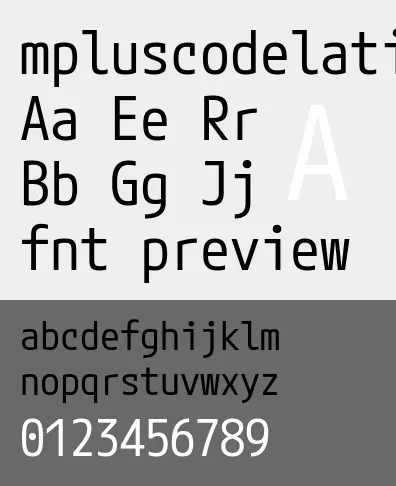 mpluscodelati
Aa Ee Rr
A
Bb Gg Jj
fnt preview
abcdefghijklm
nopqrstuvwxyz
0123456789